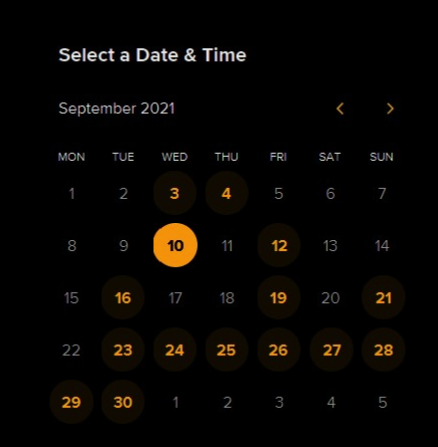 Select a Date & Time
September 2021
MON TUE WED THU FRI SAT SUN
1 2 3 4 5 6 7
8 9 10 11 12 13 14
15 16 17 18 19 20 21
22 23 24 25 26 27 28
29 30 1 2 3 4 5